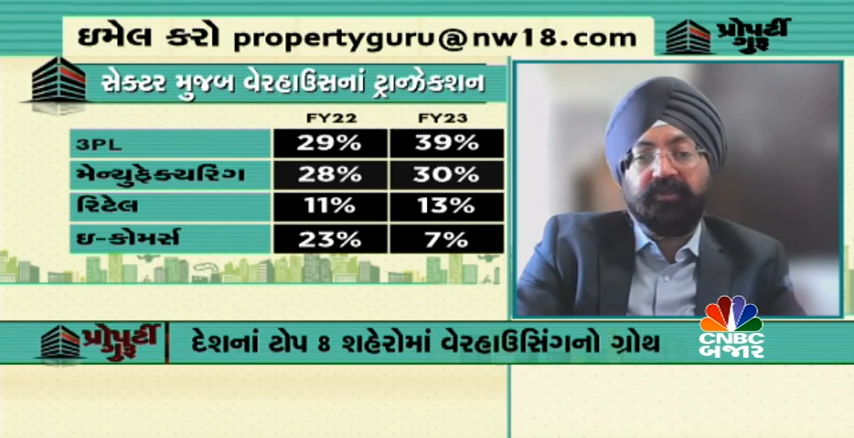 ઇમેલ કરો propertyguru@nw18.com
પ્રોપર્ટી
ગુરૂ
સેક્ટર મુજબ વેરહાઉસનાં ટ્રાન્ઝેકશન
FY22 FY23
3PL 29% 39%
મેન્યુફેક્ચરિંગ 28% 30%
રિટેલ 11% 13%
ઇ-કોમર્સ 23% 7%
પ્રોપર્ટી
ગુરૂ
દેશનાં ટોપ 8 શહેરોમાં વેરહાઉસિંગનો ગ્રોથ
CNBC
બજાર